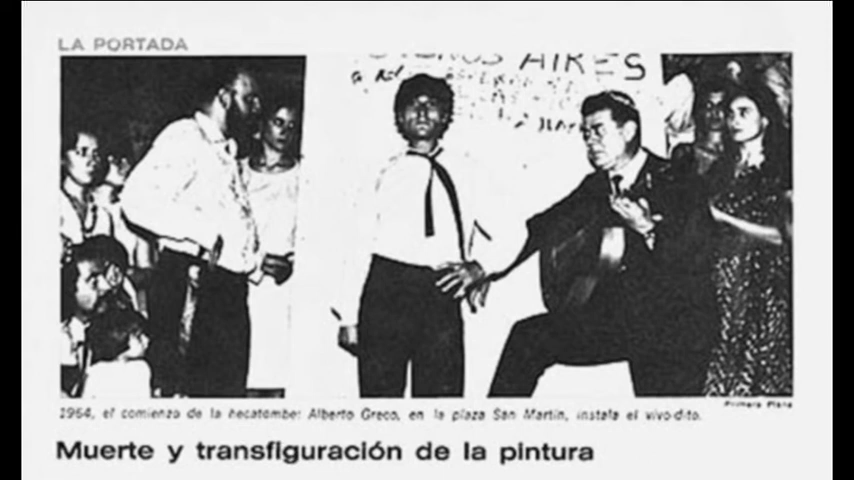 LA PORTADA
BUENOS AIRES
Primera Plana
1964, el comienzo de la hecatombe: Alberto Greco, en la plaza San Martín, instala el vivo-dito.
Muerte y transfiguración de la pintura